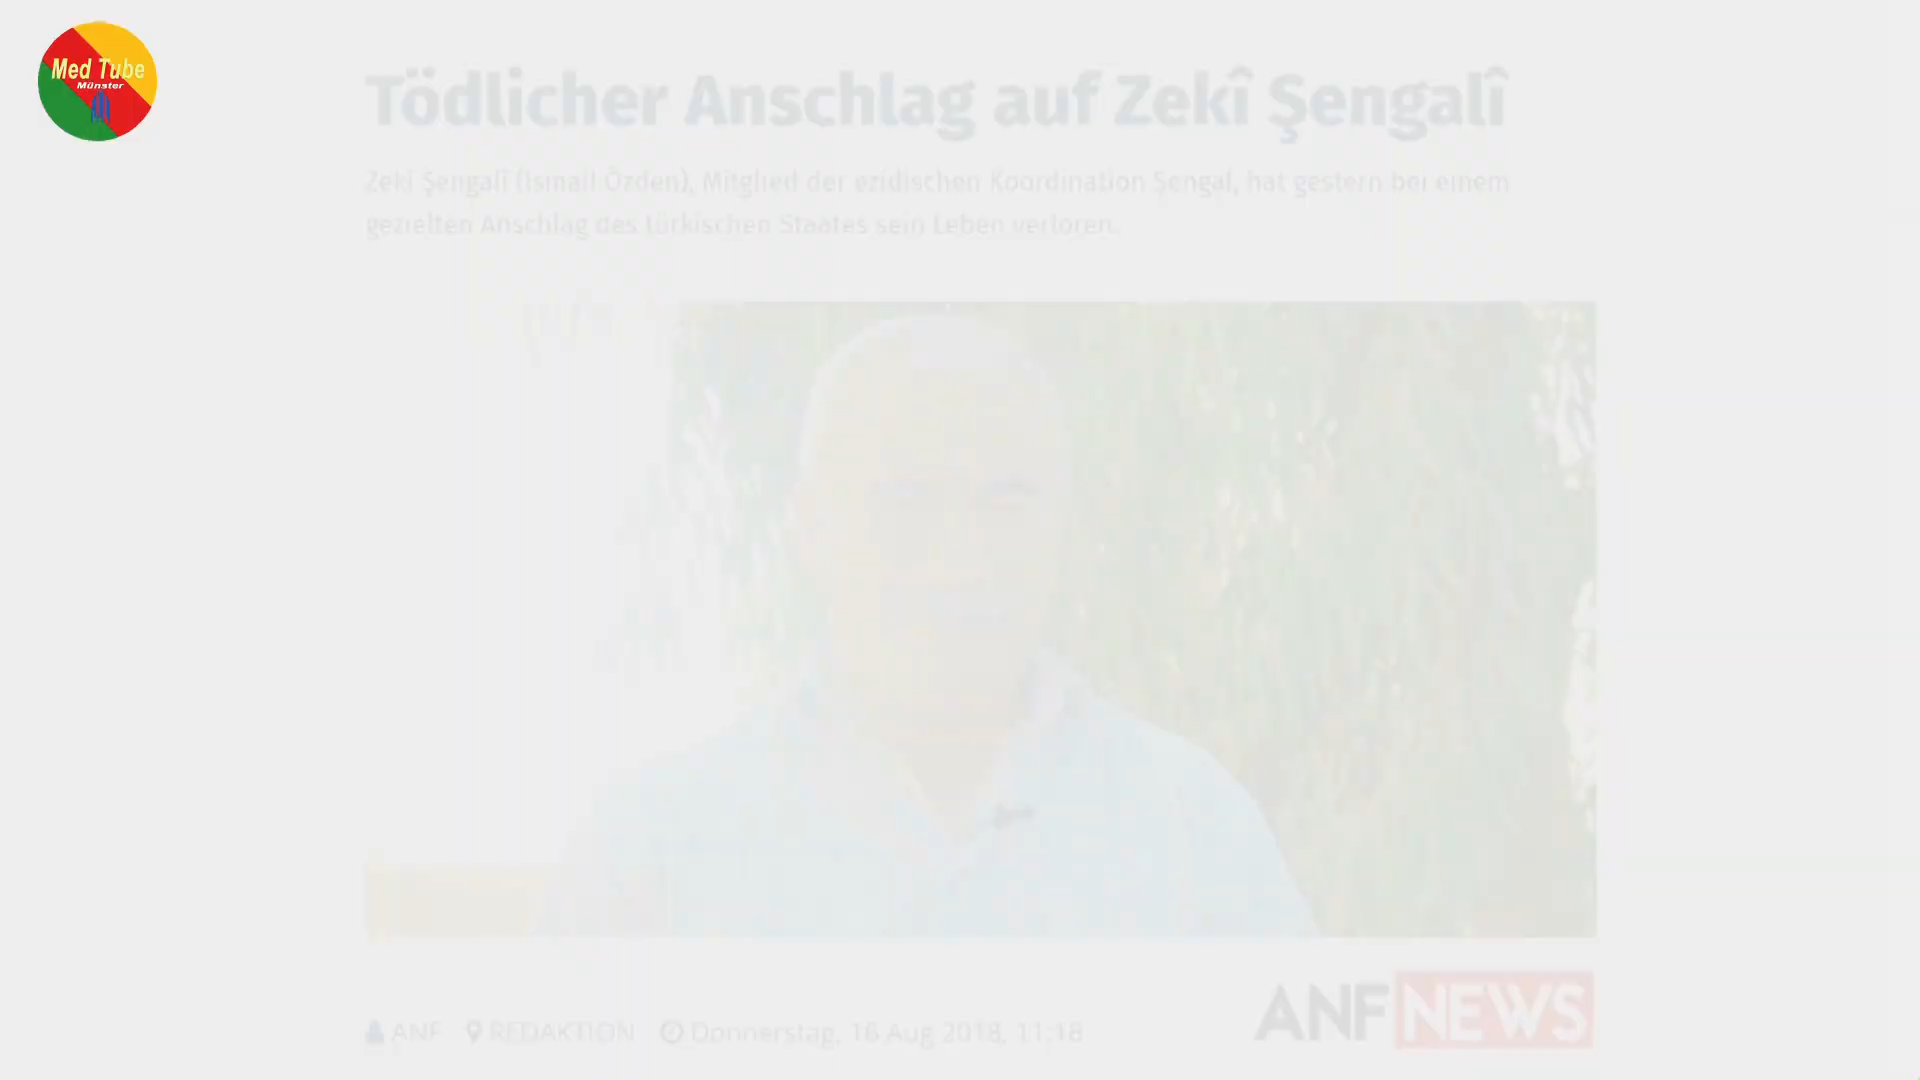 Med Tube
Münster
Tödlicher Anschlag auf Zekî Şengalî
Zekî Şengalî (Ismail Özden), Mitglied der ezidischen Koordination Şengal, hat gestern bei einem
gezielten Anschlag des türkischen Staates sein Leben verloren.
ANF NEWS
ANF REDAKTION Donnerstag, 16 Aug 2018, 11:18